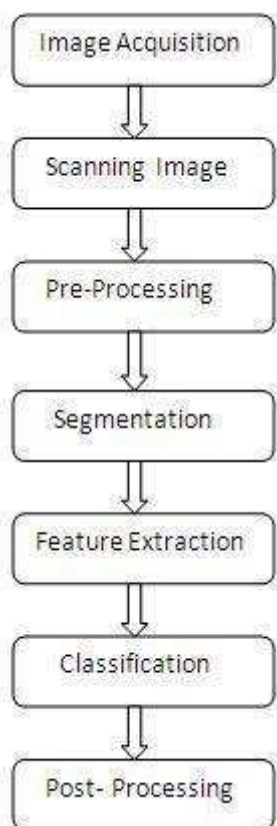 Image Acquisition
Scanning Image
Pre-Processing
Segmentation
Feature Extraction
Classification
Post- Processing